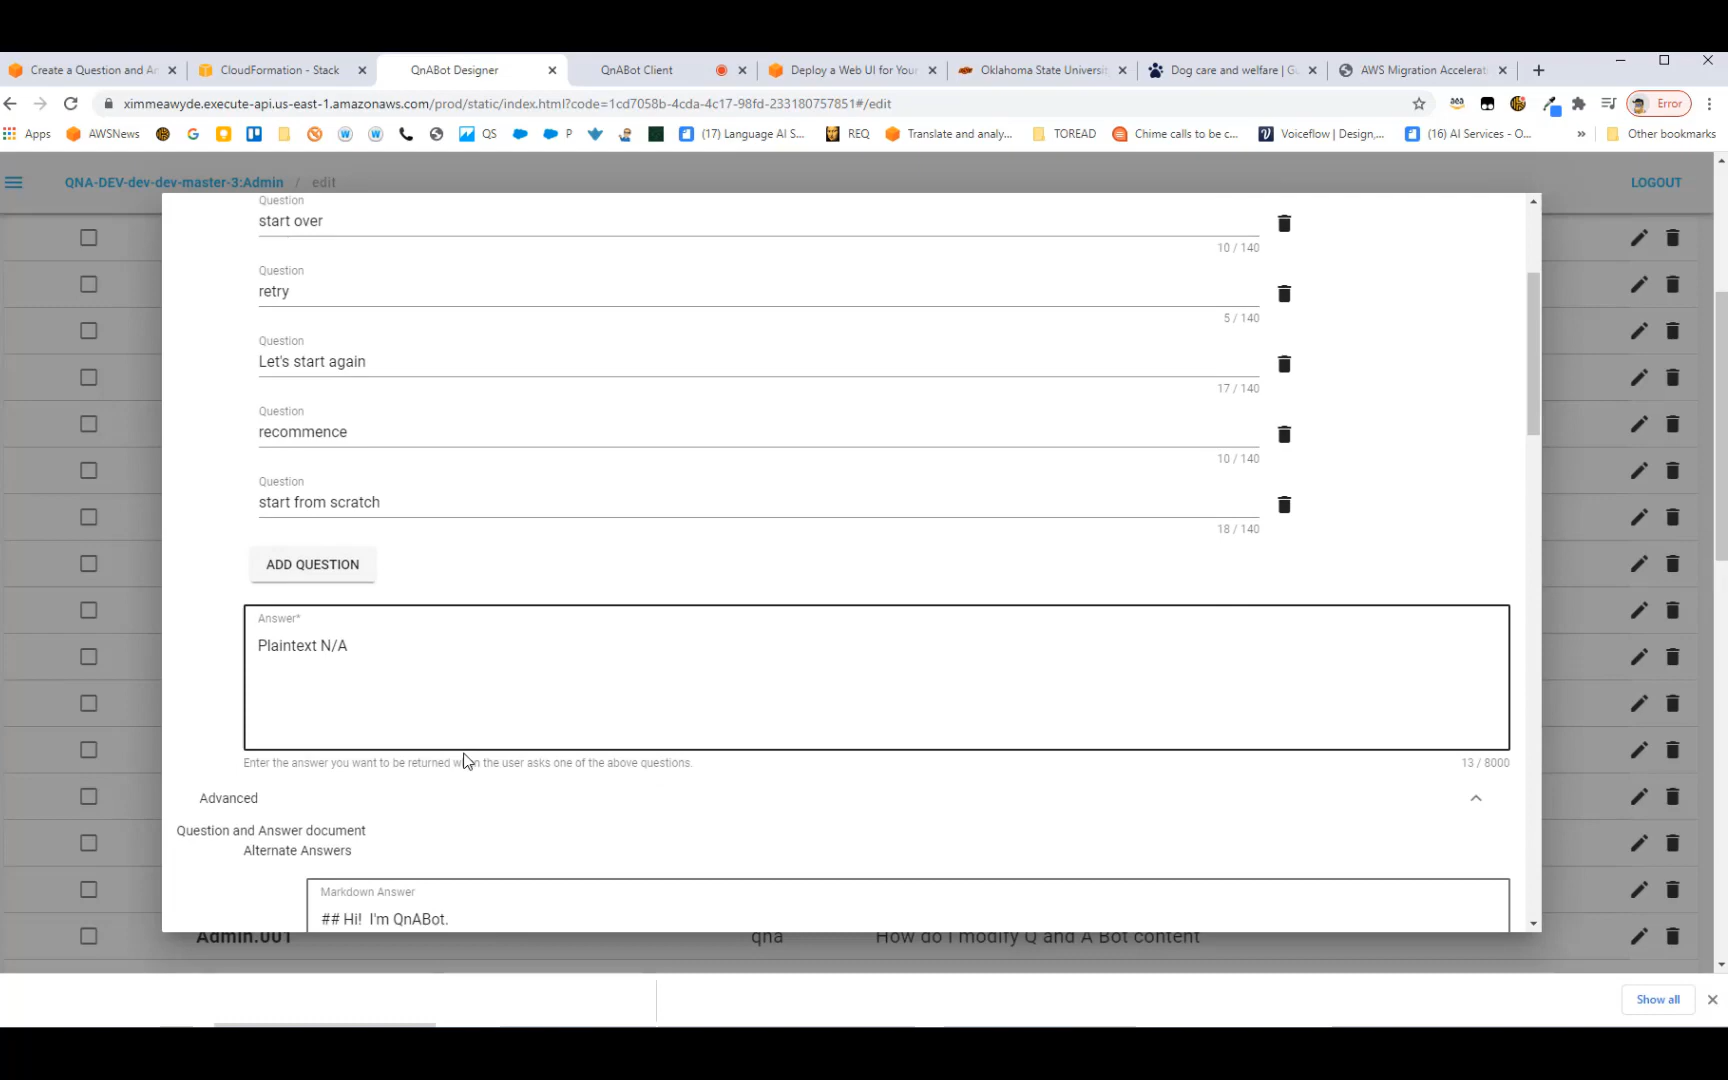 Create a Question and An
CloudFormation - Stack
QnABot Designer
QnABot Client
Deploy a Web UI for Your
Oklahoma State Universit
Dog care and welfare | Gu
AWS Migration Accelerat
ximmeawyde.execute-api.us-east-1.amazonaws.com/prod/static/index.html?code=1cd7058b-4cda-4c17-98fd-233180757851#/edit
Error
Apps
AWSNews
QS
P
(17) Language AI S...
REQ
Translate and analy...
TOREAD
Chime calls to be c...
Voiceflow | Design,...
(16) AI Services - O...
»
Other bookmarks
QNA-DEV-dev-dev-master-3:Admin / edit
LOGOUT
Question
start over
10 / 140
Question
retry
5 / 140
Question
Let's start again
17 / 140
Question
recommence
10 / 140
Question
start from scratch
18 / 140
ADD QUESTION
Answer*
Plaintext N/A
Enter the answer you want to be returned when the user asks one of the above questions.
13 / 8000
Advanced
Question and Answer document
Alternate Answers
Markdown Answer
## Hi!  I'm QnABot.
Admin.001
qna
How do I modify Q and A Bot content
Show all